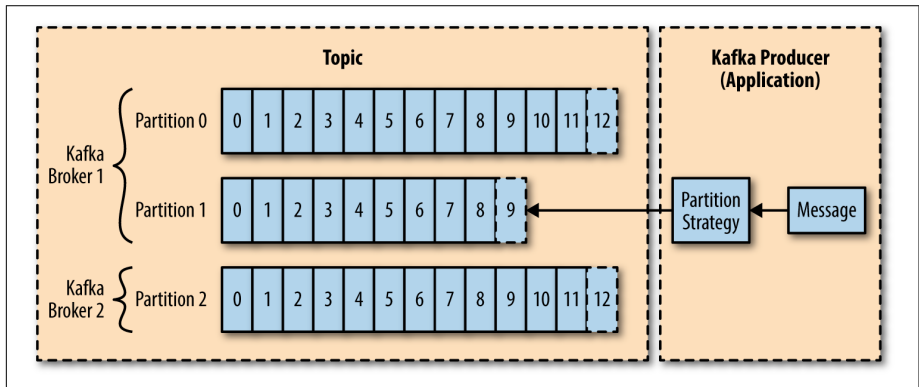 Topic
Kafka Producer
(Application)
Kafka
Broker 1
Partition 0
0 1 2 3 4 5 6 7 8 9 10 11 12
Partition 1
0 1 2 3 4 5 6 7 8 9
Partition
Strategy
Message
Kafka
Broker 2
Partition 2
0 1 2 3 4 5 6 7 8 9 10 11 12